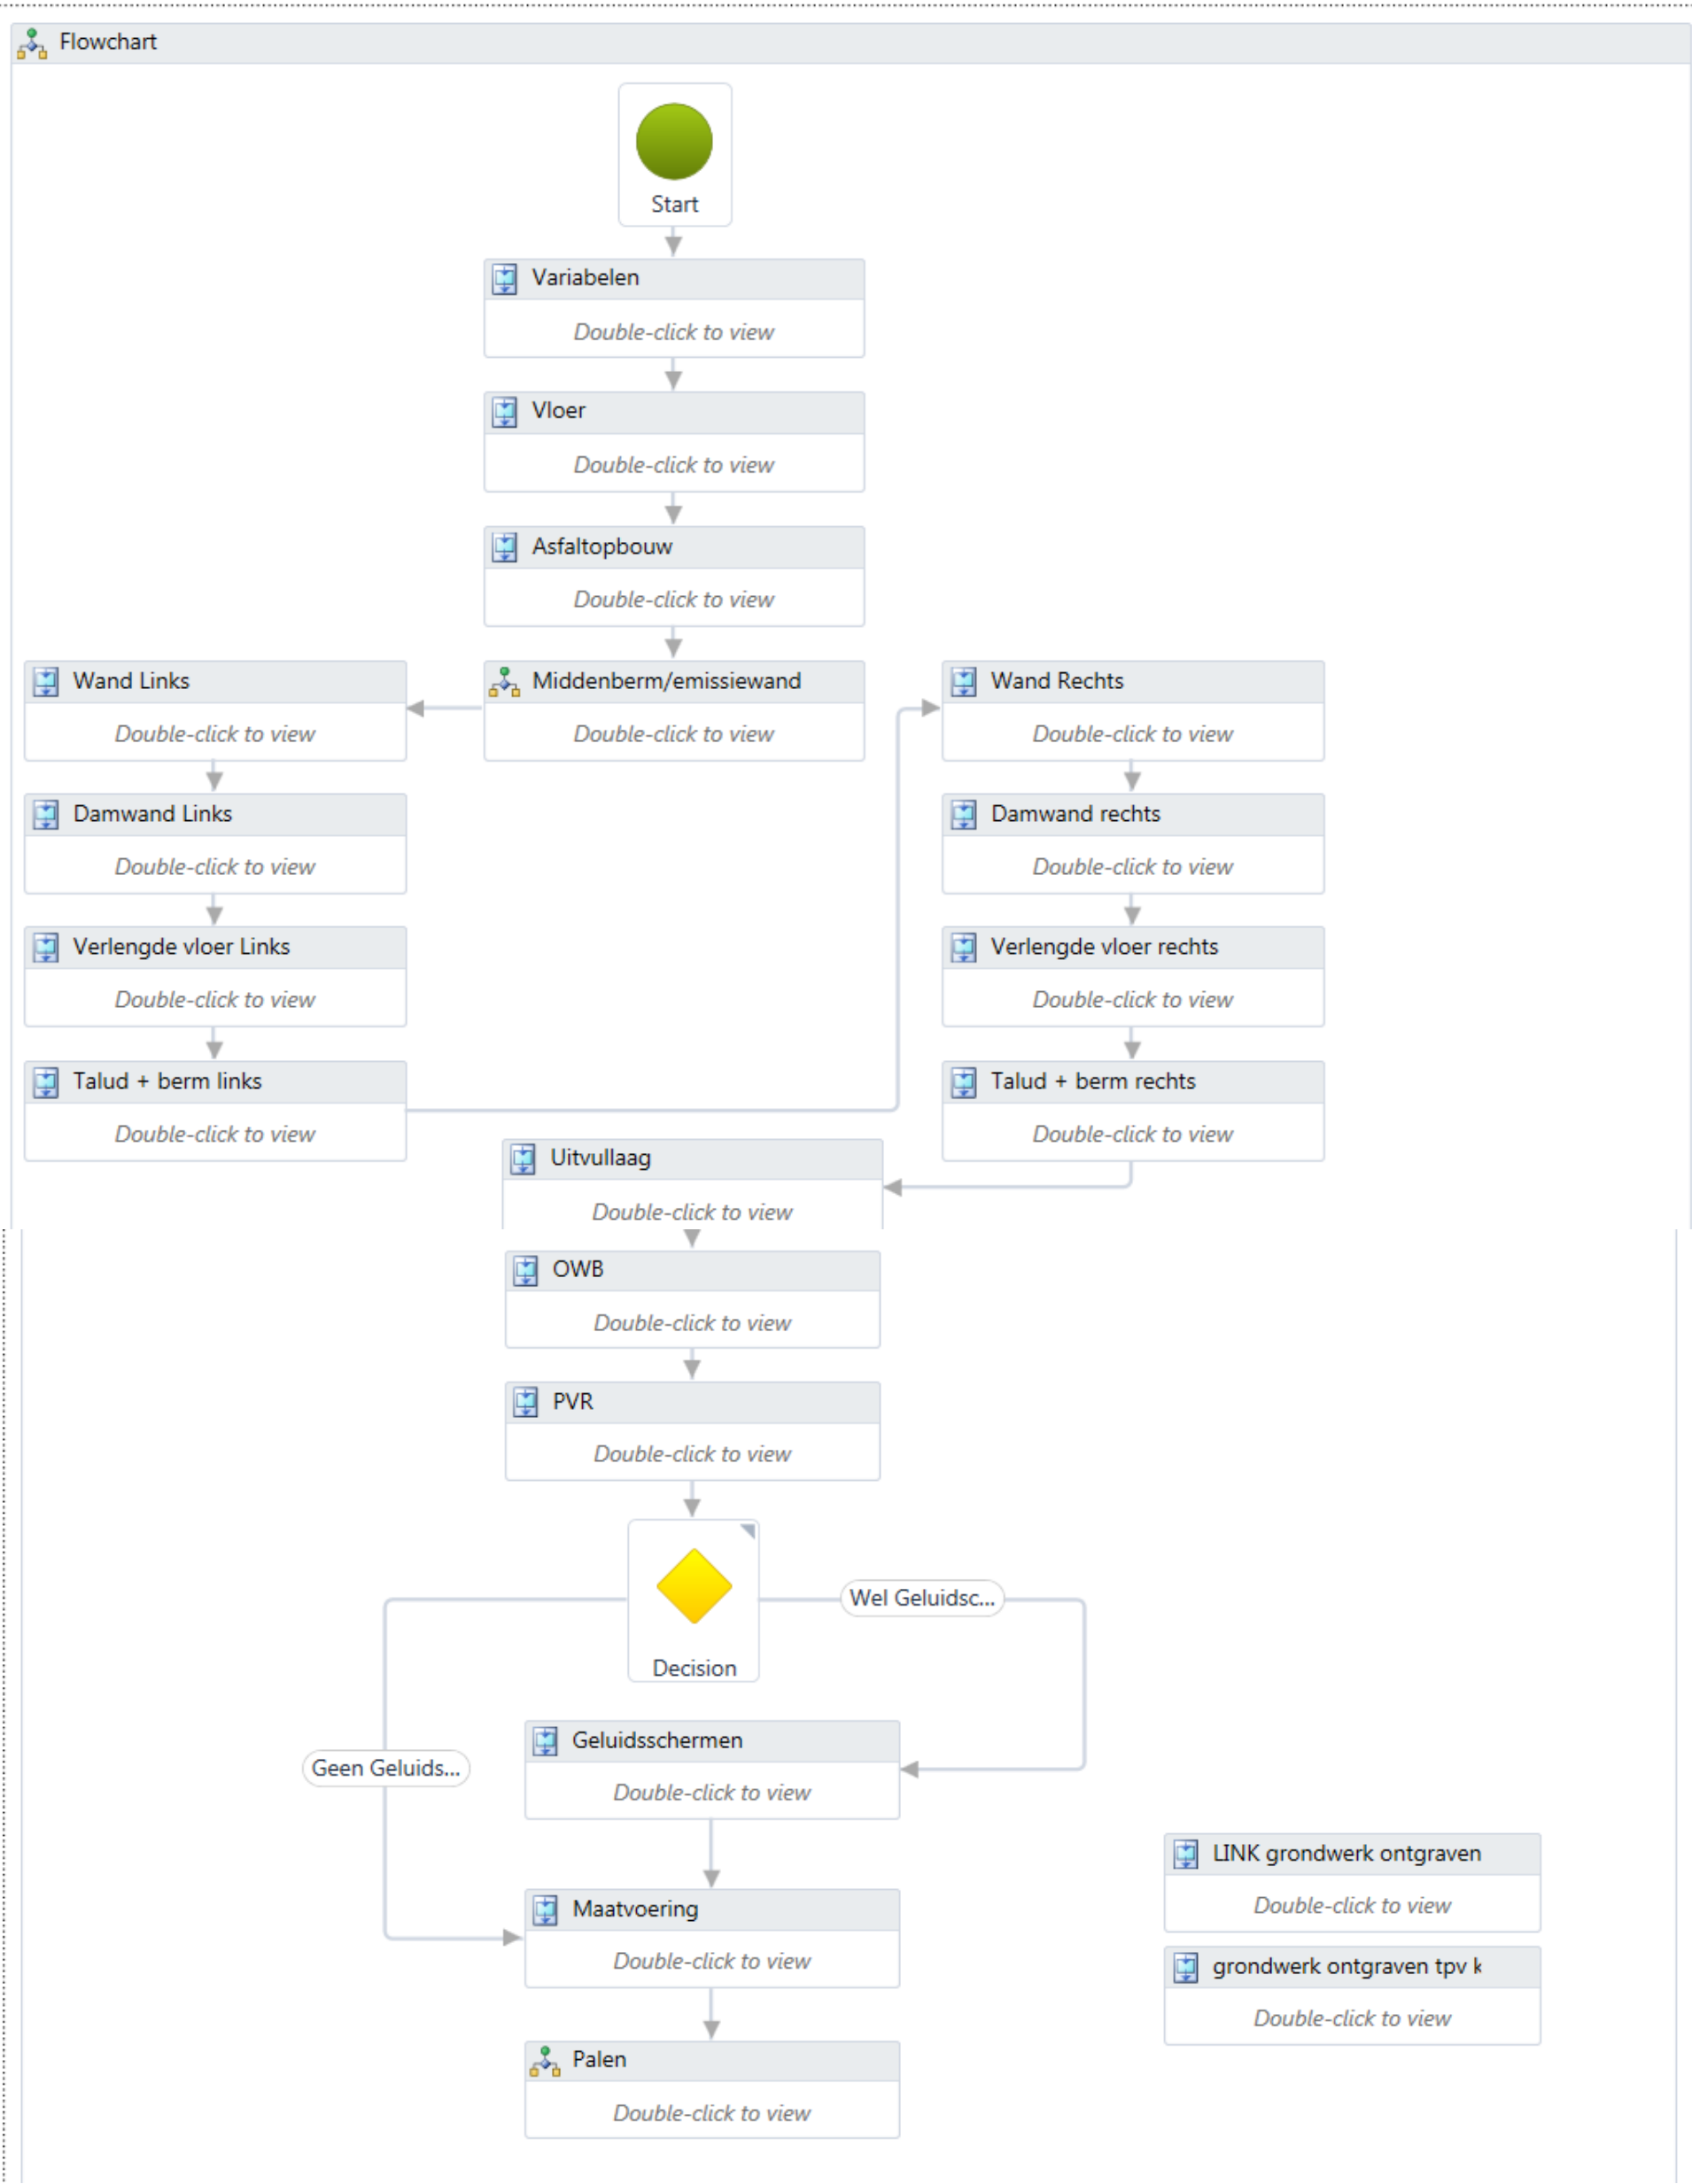 Flowchart
Start
Variabelen
Double-click to view
Vloer
Double-click to view
Asfaltopbouw
Double-click to view
Middenberm/emissiewand
Double-click to view
Wand Links
Double-click to view
Damwand Links
Double-click to view
Verlengde vloer Links
Double-click to view
Talud + berm links
Double-click to view
Wand Rechts
Double-click to view
Damwand rechts
Double-click to view
Verlengde vloer rechts
Double-click to view
Talud + berm rechts
Double-click to view
Uitvullaag
Double-click to view
OWB
Double-click to view
PVR
Double-click to view
Decision
Wel Geluidsc...
Geen Geluids...
Geluidsschermen
Double-click to view
Maatvoering
Double-click to view
Palen
Double-click to view
LINK grondwerk ontgraven
Double-click to view
grondwerk ontgraven tpv k
Double-click to view